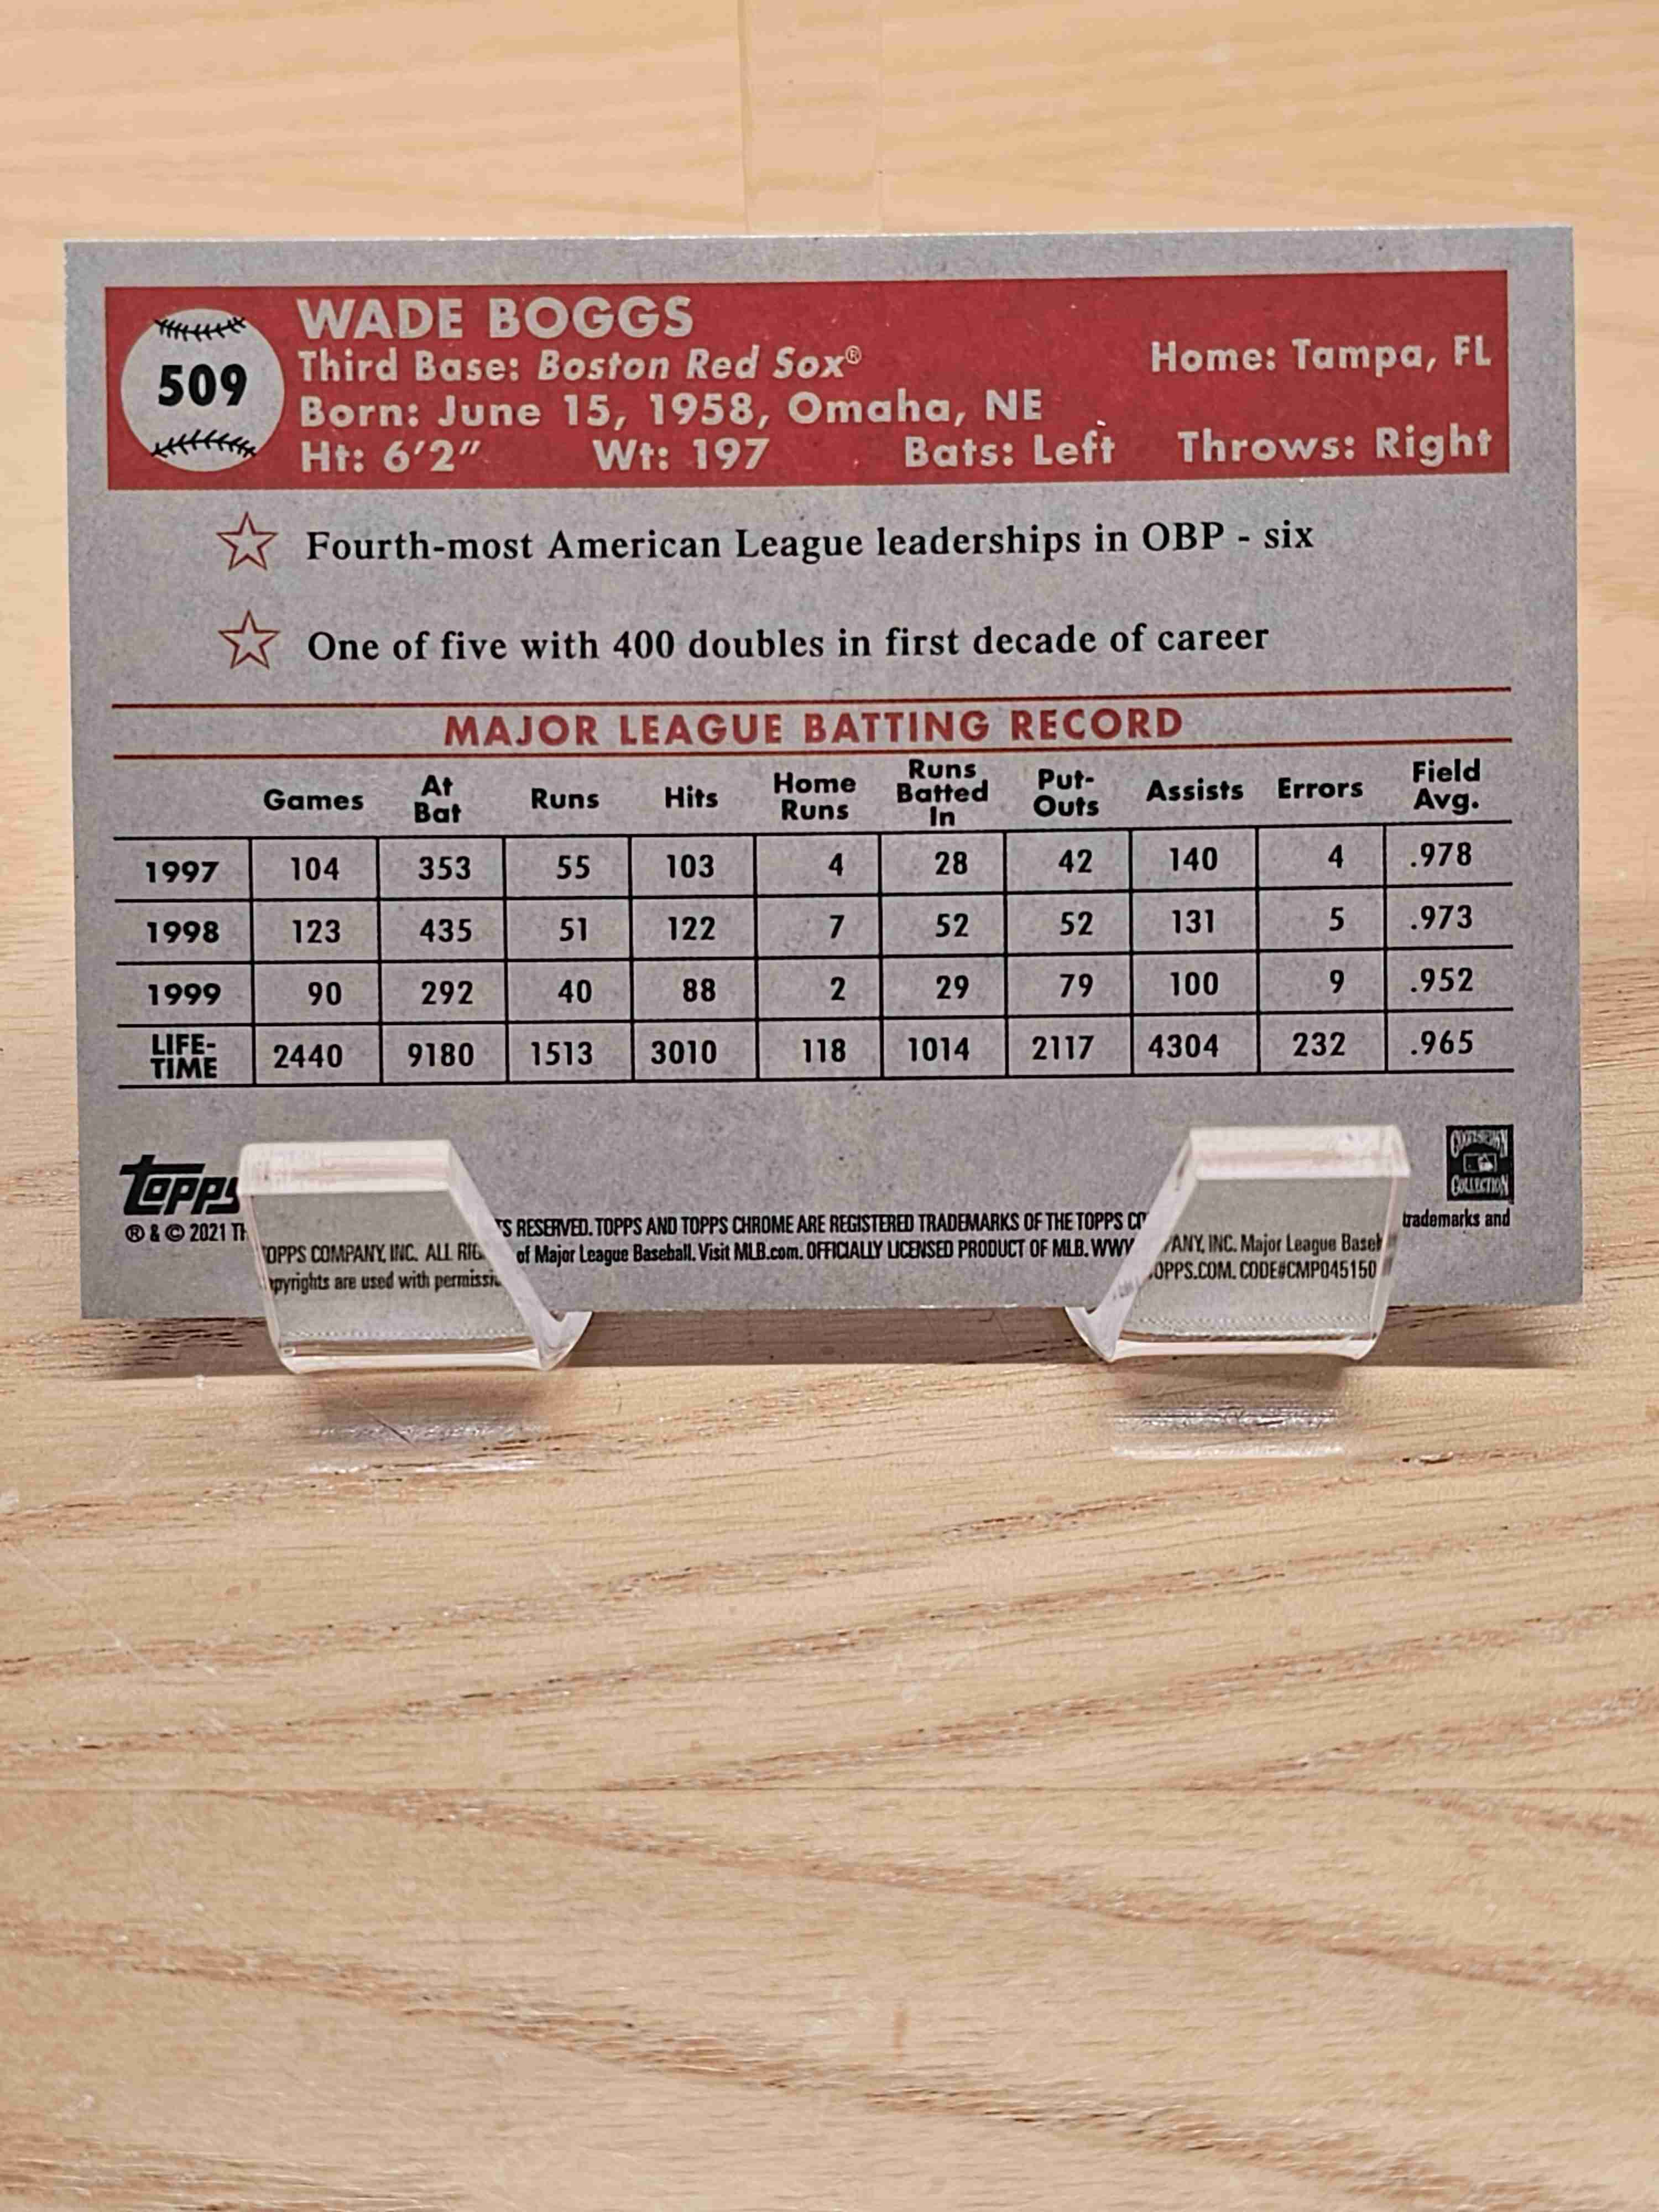 509
WADE BOGGS
Third Base: Boston Red Sox®
Home: Tampa, FL
Born: June 15, 1958, Omaha, NE
Ht: 6'2" Wt: 197 Bats: Left Throws: Right
Fourth-most American League leaderships in OBP - six
One of five with 400 doubles in first decade of career
MAJOR LEAGUE BATTING RECORD
Games At Bat Runs Hits Home Runs Runs Batted In Put-Outs Assists Errors Field Avg.
1997 104 353 55 103 4 28 42 140 4 .978
1998 123 435 51 122 7 52 52 131 5 .973
1999 90 292 40 88 2 29 79 100 9 .952
LIFE-TIME 2440 9180 1513 3010 118 1014 2117 4304 232 .965
topps
COOPERSTOWN COLLECTION
® & © 2021 TOPPS COMPANY, INC. ALL RESERVED. TOPPS AND TOPPS CHROME ARE REGISTERED TRADEMARKS OF THE TOPPS INC. Major League trademarks and
are used with of Major League Baseball. Visit MLB.com. OFFICIALLY LICENSED PRODUCT OF MLB. CODE#CMP045150